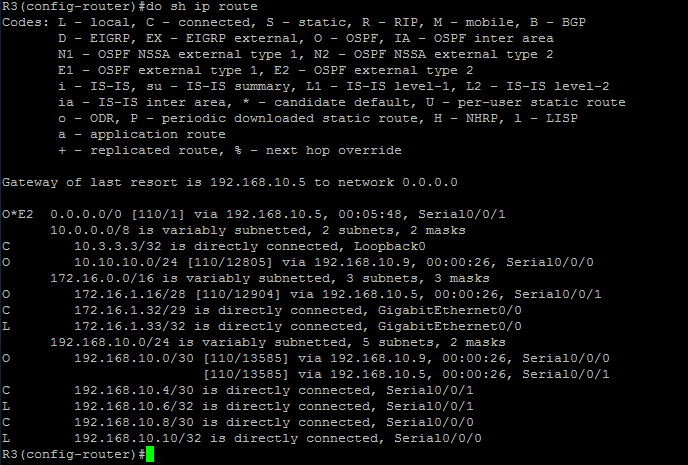 R3(config-router)#do sh ip route
Codes: L - local, C - connected, S - static, R - RIP, M - mobile, B - BGP
       D - EIGRP, EX - EIGRP external, O - OSPF, IA - OSPF inter area
       N1 - OSPF NSSA external type 1, N2 - OSPF NSSA external type 2
       E1 - OSPF external type 1, E2 - OSPF external type 2
       i - IS-IS, su - IS-IS summary, L1 - IS-IS level-1, L2 - IS-IS level-2
       ia - IS-IS inter area, * - candidate default, U - per-user static route
       o - ODR, P - periodic downloaded static route, H - NHRP, l - LISP
       a - application route
       + - replicated route, % - next hop override
Gateway of last resort is 192.168.10.5 to network 0.0.0.0
O*E2  0.0.0.0/0 [110/1] via 192.168.10.5, 00:05:48, Serial0/0/1
      10.0.0.0/8 is variably subnetted, 2 subnets, 2 masks
C        10.3.3.3/32 is directly connected, Loopback0
O        10.10.10.0/24 [110/12805] via 192.168.10.9, 00:00:26, Serial0/0/0
      172.16.0.0/16 is variably subnetted, 3 subnets, 3 masks
O        172.16.1.16/28 [110/12904] via 192.168.10.5, 00:00:26, Serial0/0/1
C        172.16.1.32/29 is directly connected, GigabitEthernet0/0
L        172.16.1.33/32 is directly connected, GigabitEthernet0/0
      192.168.10.0/24 is variably subnetted, 5 subnets, 2 masks
O        192.168.10.0/30 [110/13585] via 192.168.10.9, 00:00:26, Serial0/0/0
                         [110/13585] via 192.168.10.5, 00:00:26, Serial0/0/1
C        192.168.10.4/30 is directly connected, Serial0/0/1
L        192.168.10.6/32 is directly connected, Serial0/0/1
C        192.168.10.8/30 is directly connected, Serial0/0/0
L        192.168.10.10/32 is directly connected, Serial0/0/0
R3(config-router)#